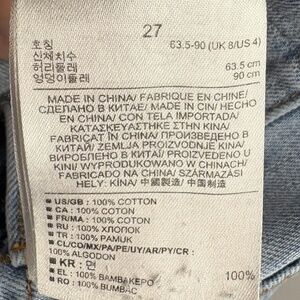 27
호칭 63.5-90 (UK 8/US 4)
신체치수
허리둘레 63.5 cm
엉덩이둘레 90 cm
MADE IN CHINA/ FABRIQUE EN CHINE/
СДЕЛАНО В КИТАЕ/ MADE IN CIN/ HECHO
EN CHINA/ CON TELA IMPORTADA/
ΚΑΤΑΣΚΕΥΑΣΤΗΚΕ ΣΤΗΝ ΚΙΝΑ/
FABRICAT ÎN CHINA/ ПРОИЗВЕДЕНО В
КИТАЙ/ ZEMLJA PROIZVODNJE KINA/
ВИРОБЛЕНО В КИТАЇ/ PROIZVEDENO U
KINI/ WYPRODUKOWANO W CHINACH/
FABRICADO NA CHINA/ SZÁRMAZÁSI
HELY: KÍNA/ 中國製造/ 中国制造
US/GB : 100% COTTON
CA : 100% COTON
FR/MA : 100% COTON
RU : 100% ХЛОПОК
TR : 100% PAMUK
CL/CO/MX/PA/PE/UY/AR/PY/CR :
100% ALGODON
KR : 면 100%
EL : 100% ΒΑΜΒΑΚΕΡΟ
RO : 100% BUMBAC